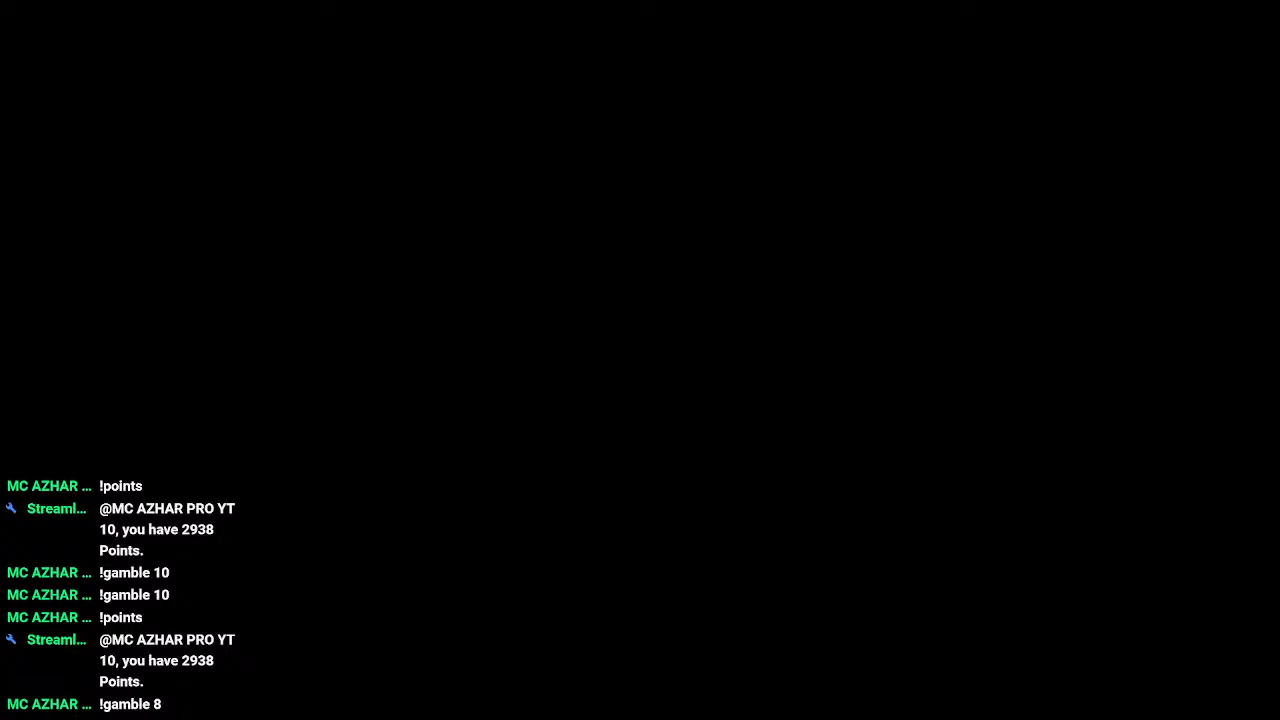 MC AZHAR ... !points
Streaml... @MC AZHAR PRO YT
10, you have 2938
Points.
MC AZHAR ... !gamble 10
MC AZHAR ... !gamble 10
MC AZHAR ... !points
Streaml... @MC AZHAR PRO YT
10, you have 2938
Points.
MC AZHAR ... !gamble 8